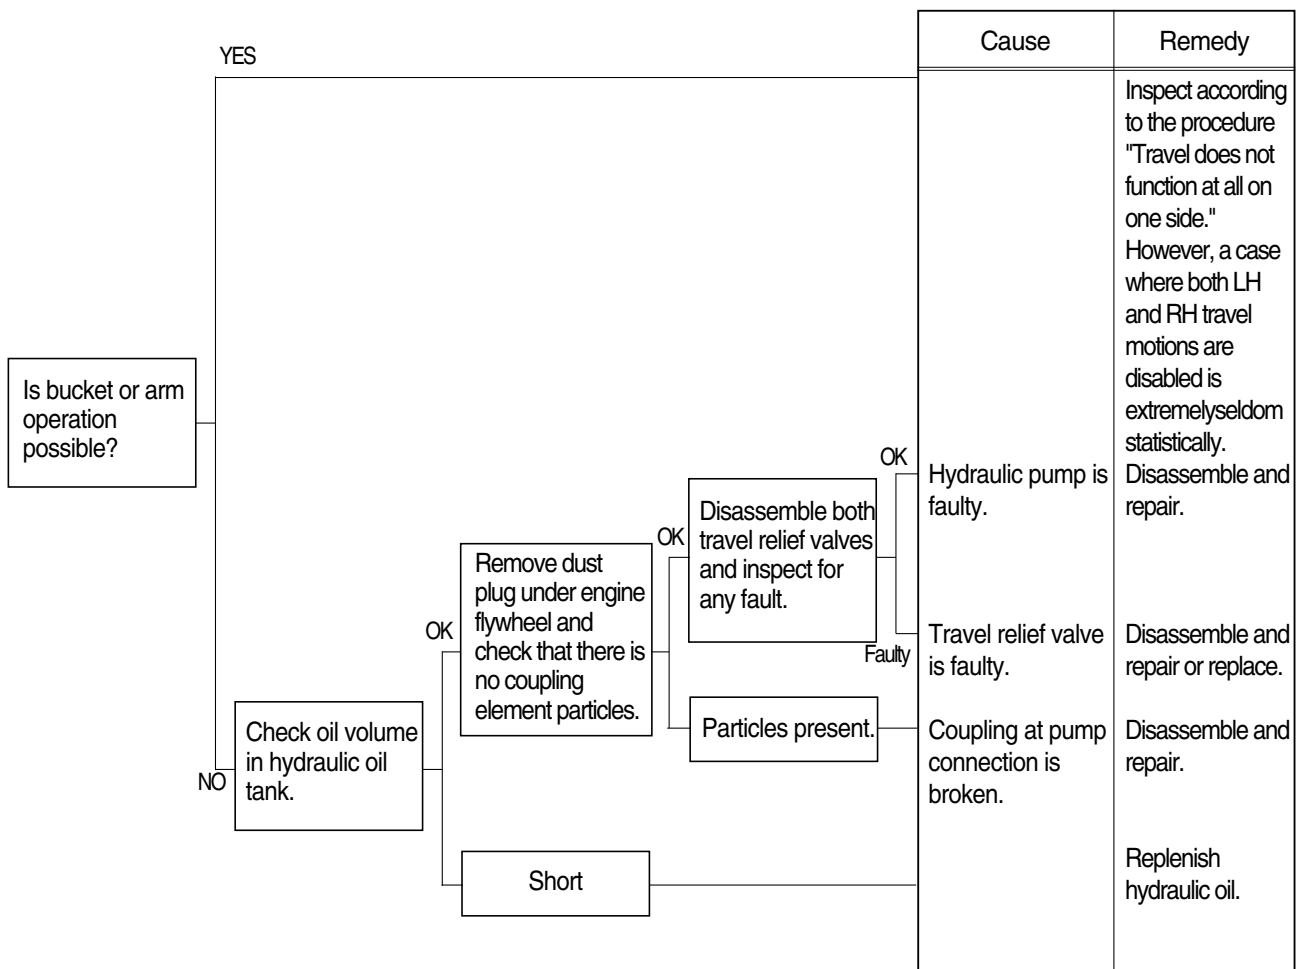 Cause
Remedy
YES
Inspect according
to the procedure
"Travel does not
function at all on
one side."
However, a case
where both LH
and RH travel
motions are
disabled is
extremelyseldom
statistically.
Is bucket or arm
operation
possible?
NO
Check oil volume
in hydraulic oil
tank.
OK
Remove dust
plug under engine
flywheel and
check that there is
no coupling
element particles.
OK
Disassemble both
travel relief valves
and inspect for
any fault.
OK
Hydraulic pump is
faulty.
Disassemble and
repair.
Faulty
Travel relief valve
is faulty.
Disassemble and
repair or replace.
Particles present.
Coupling at pump
connection is
broken.
Disassemble and
repair.
Short
Replenish
hydraulic oil.